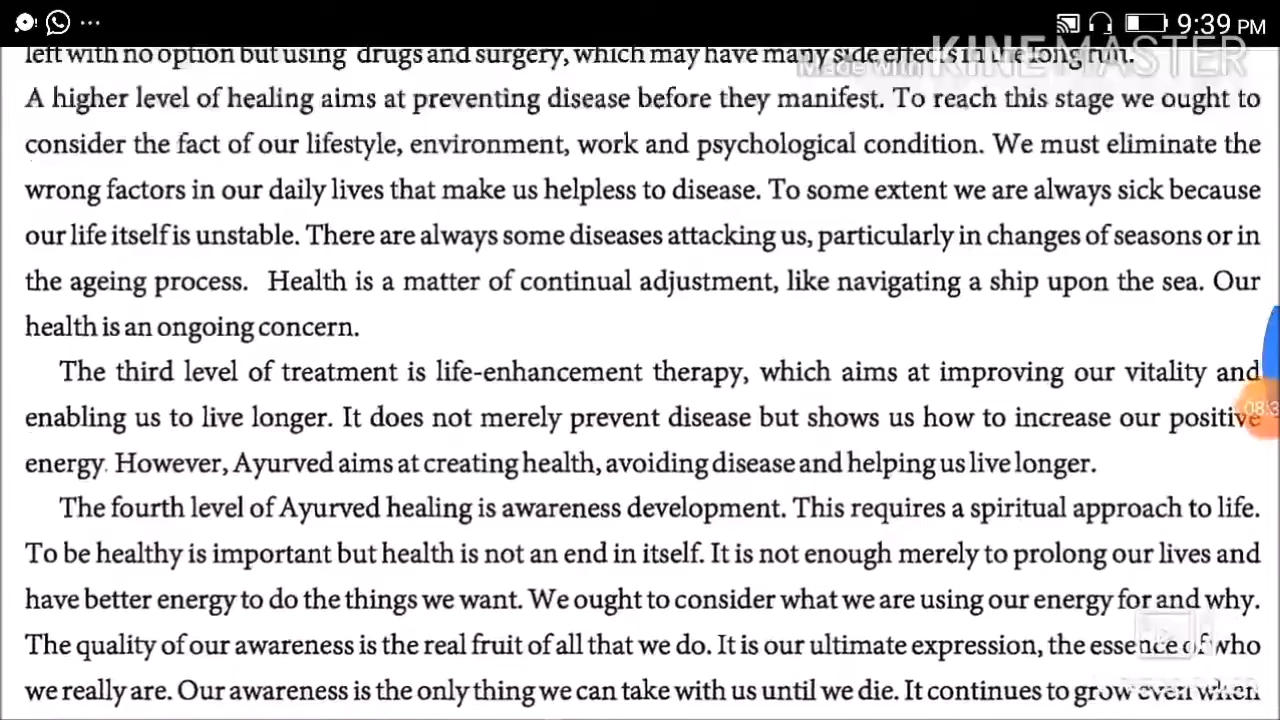 9:39 PM
left with no option but using drugs and surgery, which may have many side effects in the long run.
Made with KINEMASTER
A higher level of healing aims at preventing disease before they manifest. To reach this stage we ought to
consider the fact of our lifestyle, environment, work and psychological condition. We must eliminate the
wrong factors in our daily lives that make us helpless to disease. To some extent we are always sick because
our life itself is unstable. There are always some diseases attacking us, particularly in changes of seasons or in
the ageing process. Health is a matter of continual adjustment, like navigating a ship upon the sea. Our
health is an ongoing concern.
The third level of treatment is life-enhancement therapy, which aims at improving our vitality and
enabling us to live longer. It does not merely prevent disease but shows us how to increase our positive
energy. However, Ayurved aims at creating health, avoiding disease and helping us live longer.
The fourth level of Ayurved healing is awareness development. This requires a spiritual approach to life.
To be healthy is important but health is not an end in itself. It is not enough merely to prolong our lives and
have better energy to do the things we want. We ought to consider what we are using our energy for and why.
The quality of our awareness is the real fruit of all that we do. It is our ultimate expression, the essence of who
we really are. Our awareness is the only thing we can take with us until we die. It continues to grow even when